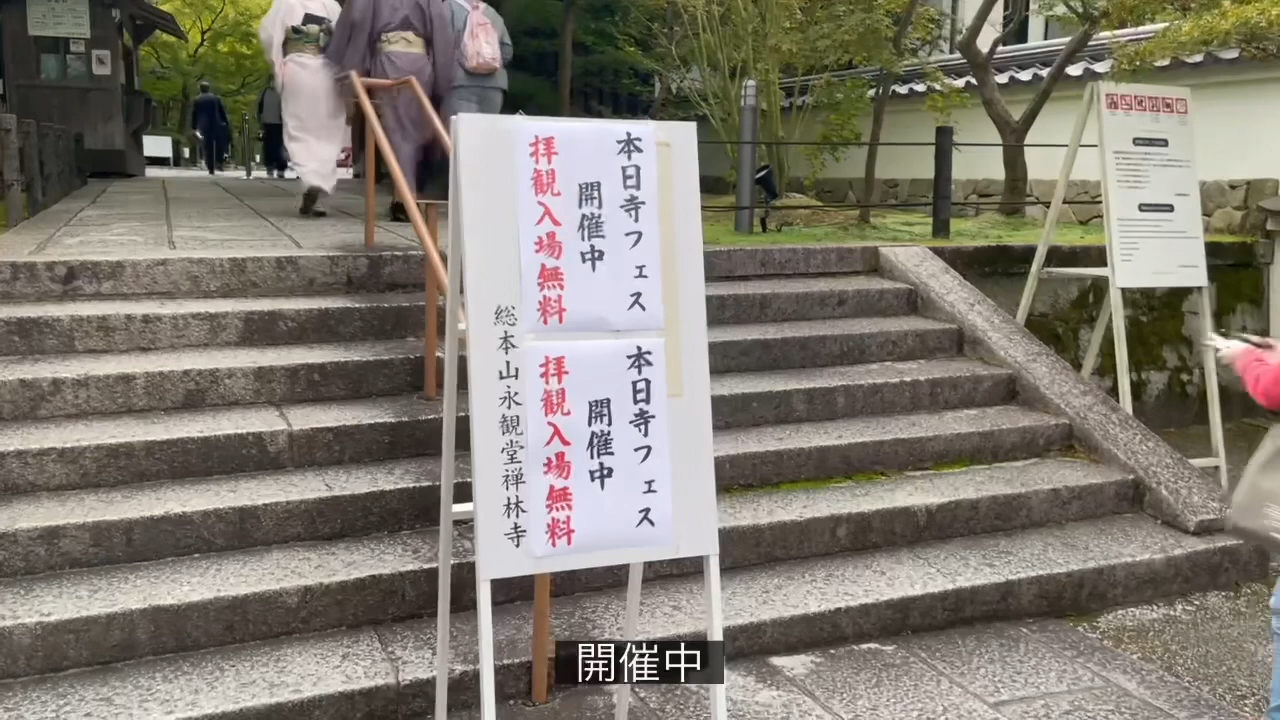 本日寺フェス
開催中
拝観入場無料
本日寺フェス
開催中
拝観入場無料
総本山永観堂禅林寺
開催中